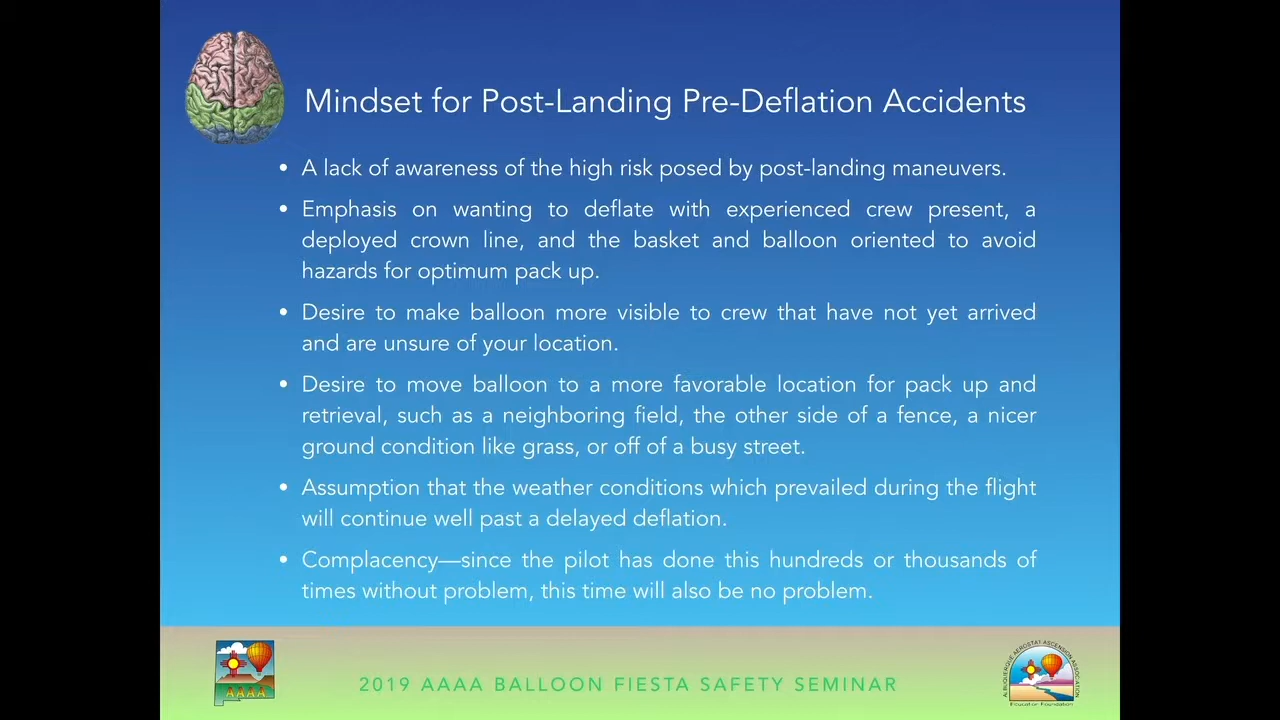 Mindset for Post-Landing Pre-Deflation Accidents
• A lack of awareness of the high risk posed by post-landing maneuvers.
• Emphasis on wanting to deflate with experienced crew present, a
deployed crown line, and the basket and balloon oriented to avoid
hazards for optimum pack up.
• Desire to make balloon more visible to crew that have not yet arrived
and are unsure of your location.
• Desire to move balloon to a more favorable location for pack up and
retrieval, such as a neighboring field, the other side of a fence, a nicer
ground condition like grass, or off of a busy street.
• Assumption that the weather conditions which prevailed during the flight
will continue well past a delayed deflation.
• Complacency—since the pilot has done this hundreds or thousands of
times without problem, this time will also be no problem.
AAAA
2019 AAAA BALLOON FIESTA SAFETY SEMINAR
ALBUQUERQUE AEROSTAT ASCENSION ASSOCIATION
Educator Foundation